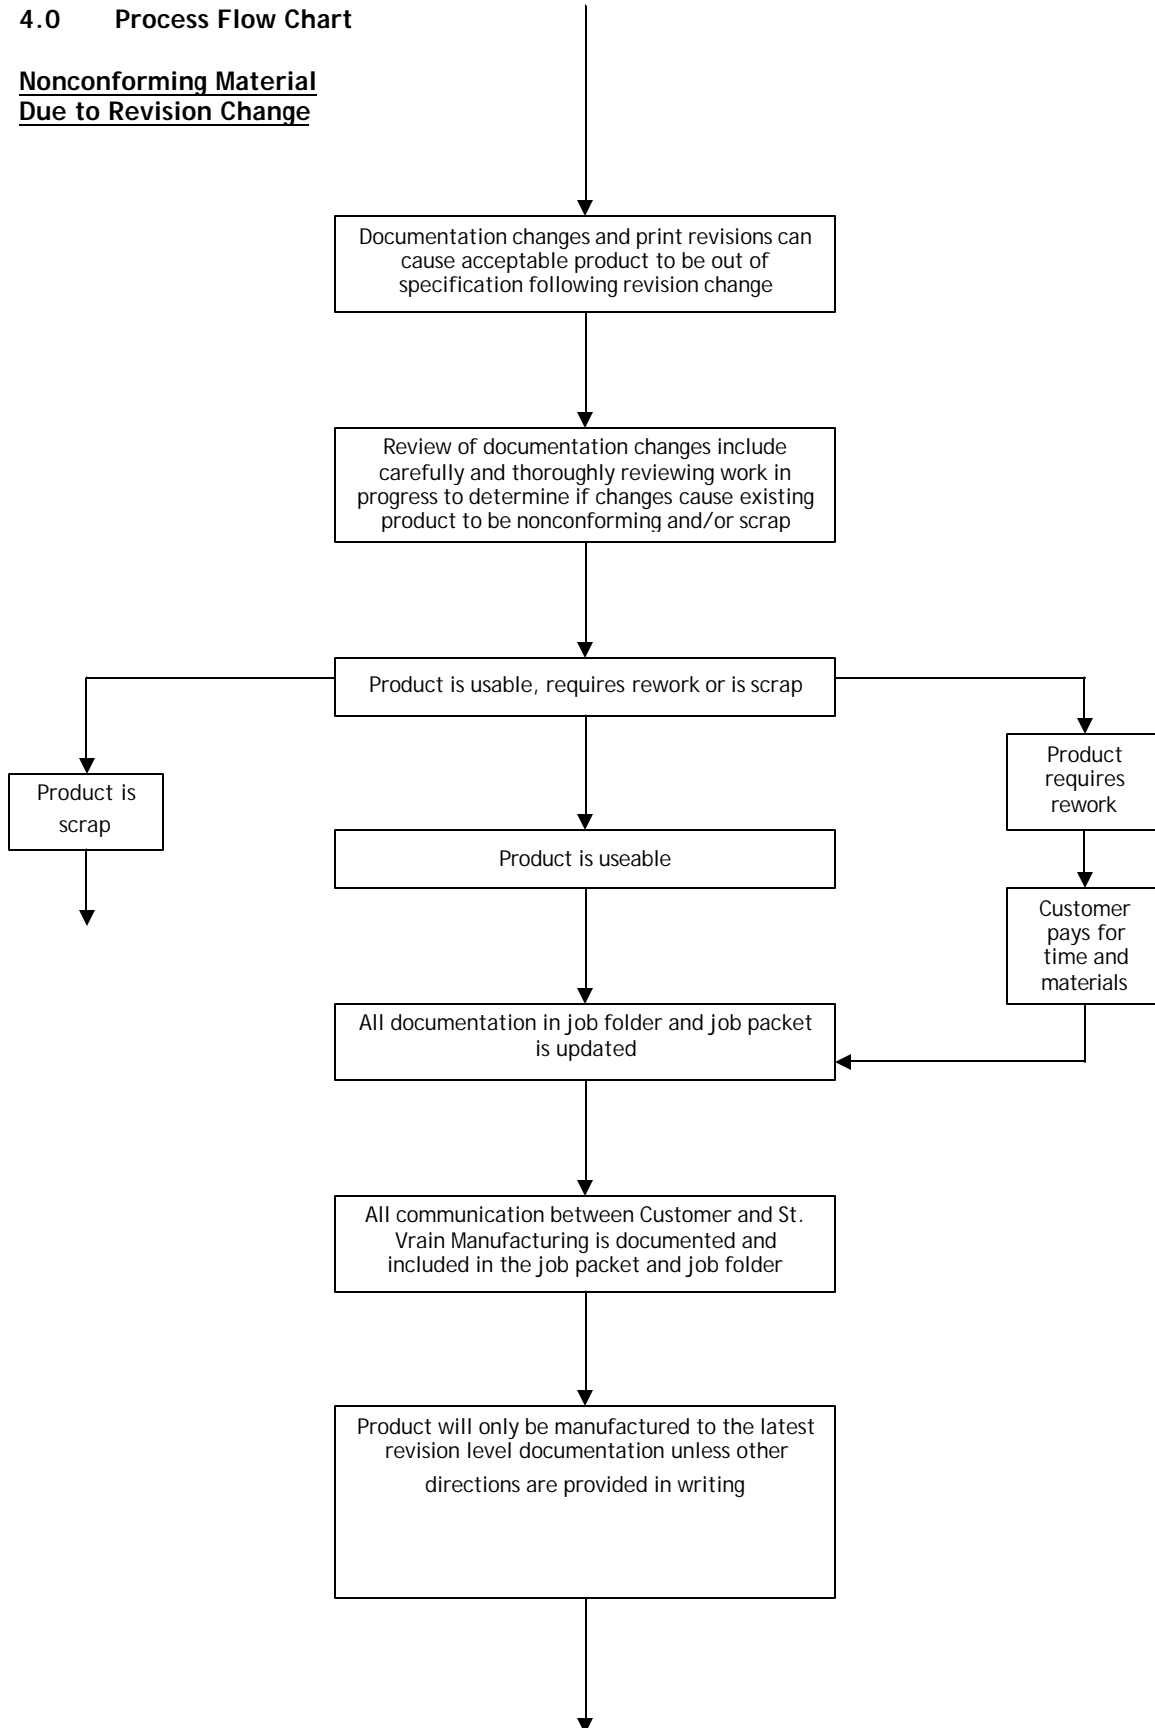 4.0 Process Flow Chart
Nonconforming Material
Due to Revision Change
Documentation changes and print revisions can
cause acceptable product to be out of
specification following revision change
Review of documentation changes include
carefully and thoroughly reviewing work in
progress to determine if changes cause existing
product to be nonconforming and/or scrap
Product is usable, requires rework or is scrap
Product is
scrap
Product
requires
rework
Product is useable
Customer
pays for
time and
materials
All documentation in job folder and job packet
is updated
All communication between Customer and St.
Vrain Manufacturing is documented and
included in the job packet and job folder
Product will only be manufactured to the latest
revision level documentation unless other
directions are provided in writing